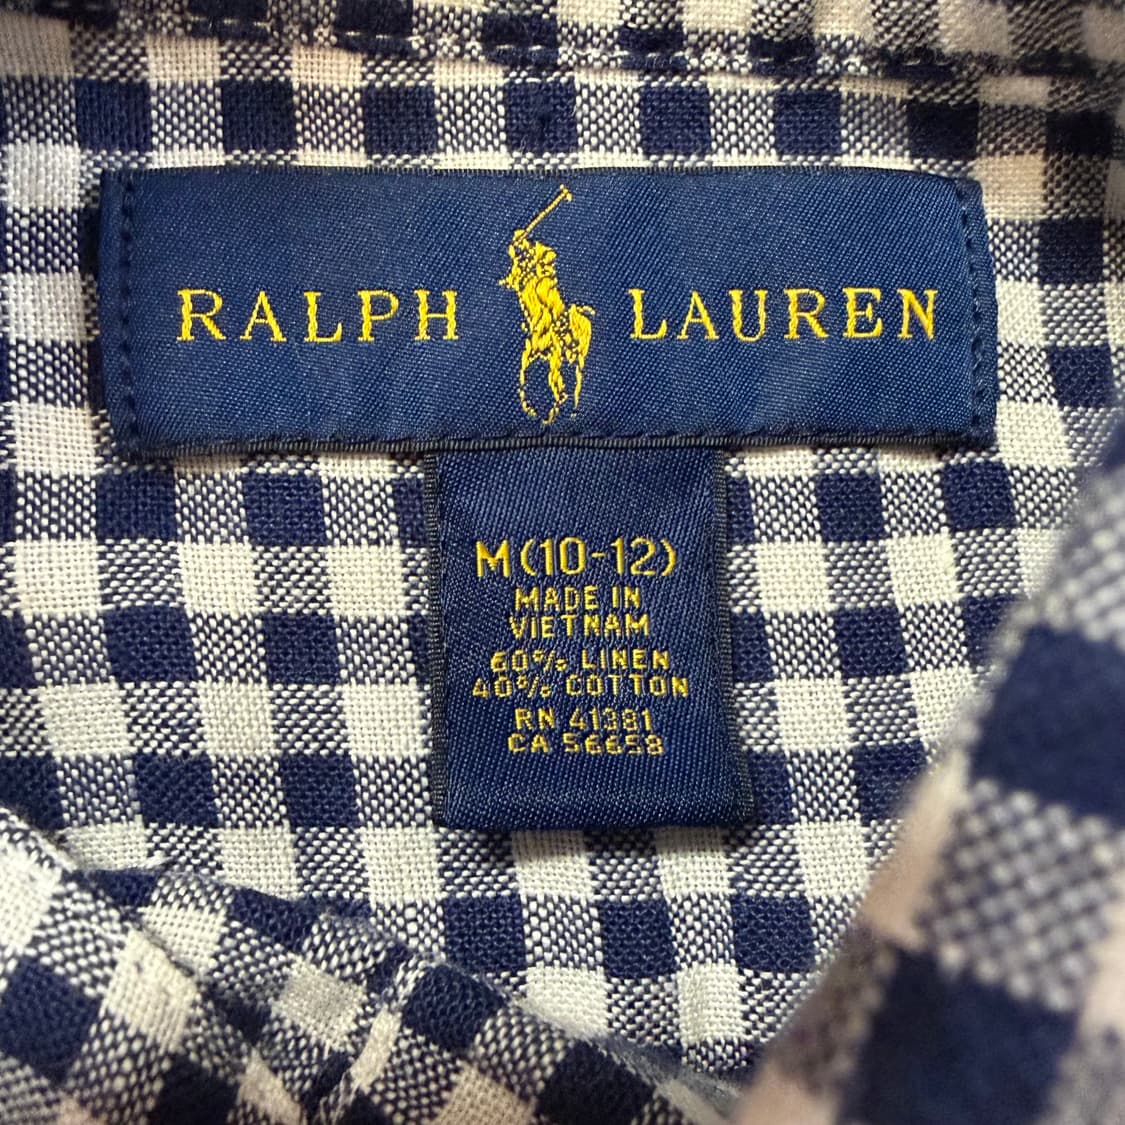 RALPH LAUREN
M (10-12)
MADE IN
VIETNAM
60% LINEN
40% COTTON
RN 41381
CA 56658